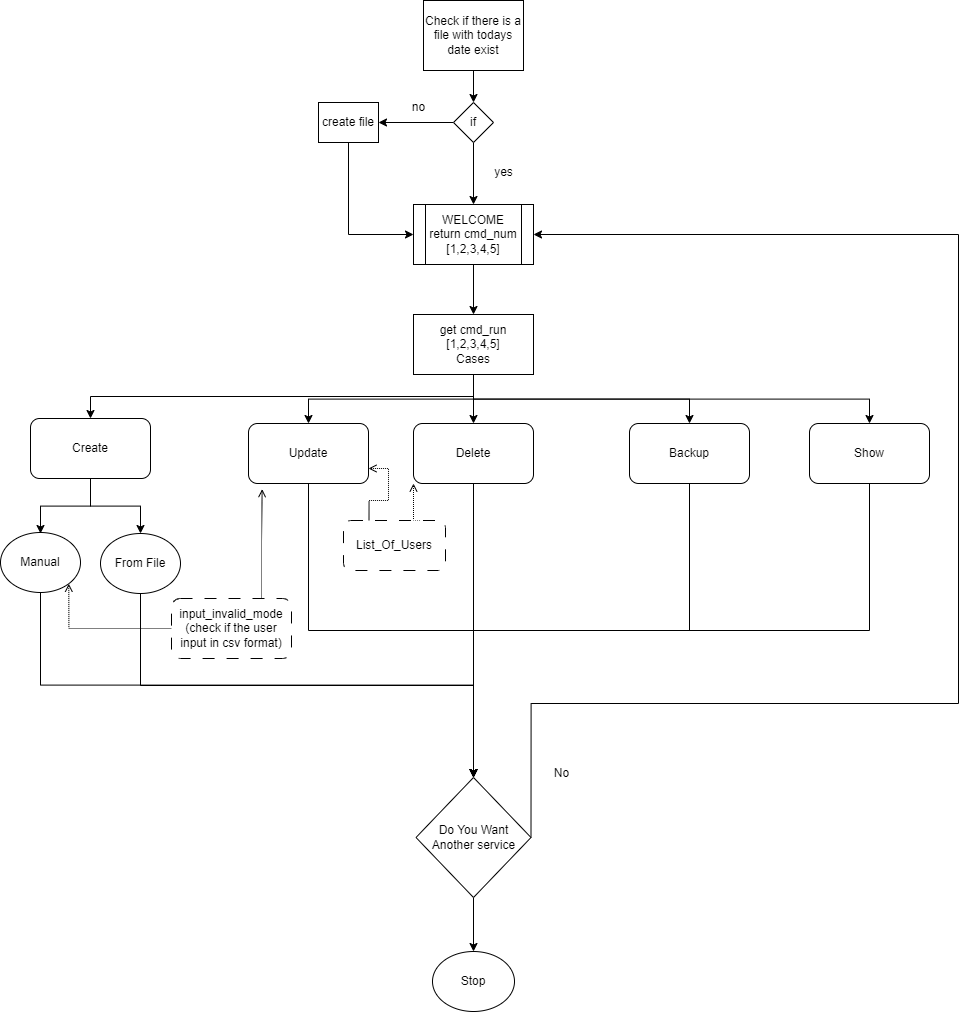 Check if there is a
file with todays
date exist
no
create file
if
yes
WELCOME
return cmd_num
[1,2,3,4,5]
get cmd_run
[1,2,3,4,5]
Cases
Create
Update
Delete
Backup
Show
List_Of_Users
Manual
From File
input_invalid_mode
(check if the user
input in csv format)
No
Do You Want
Another service
Stop